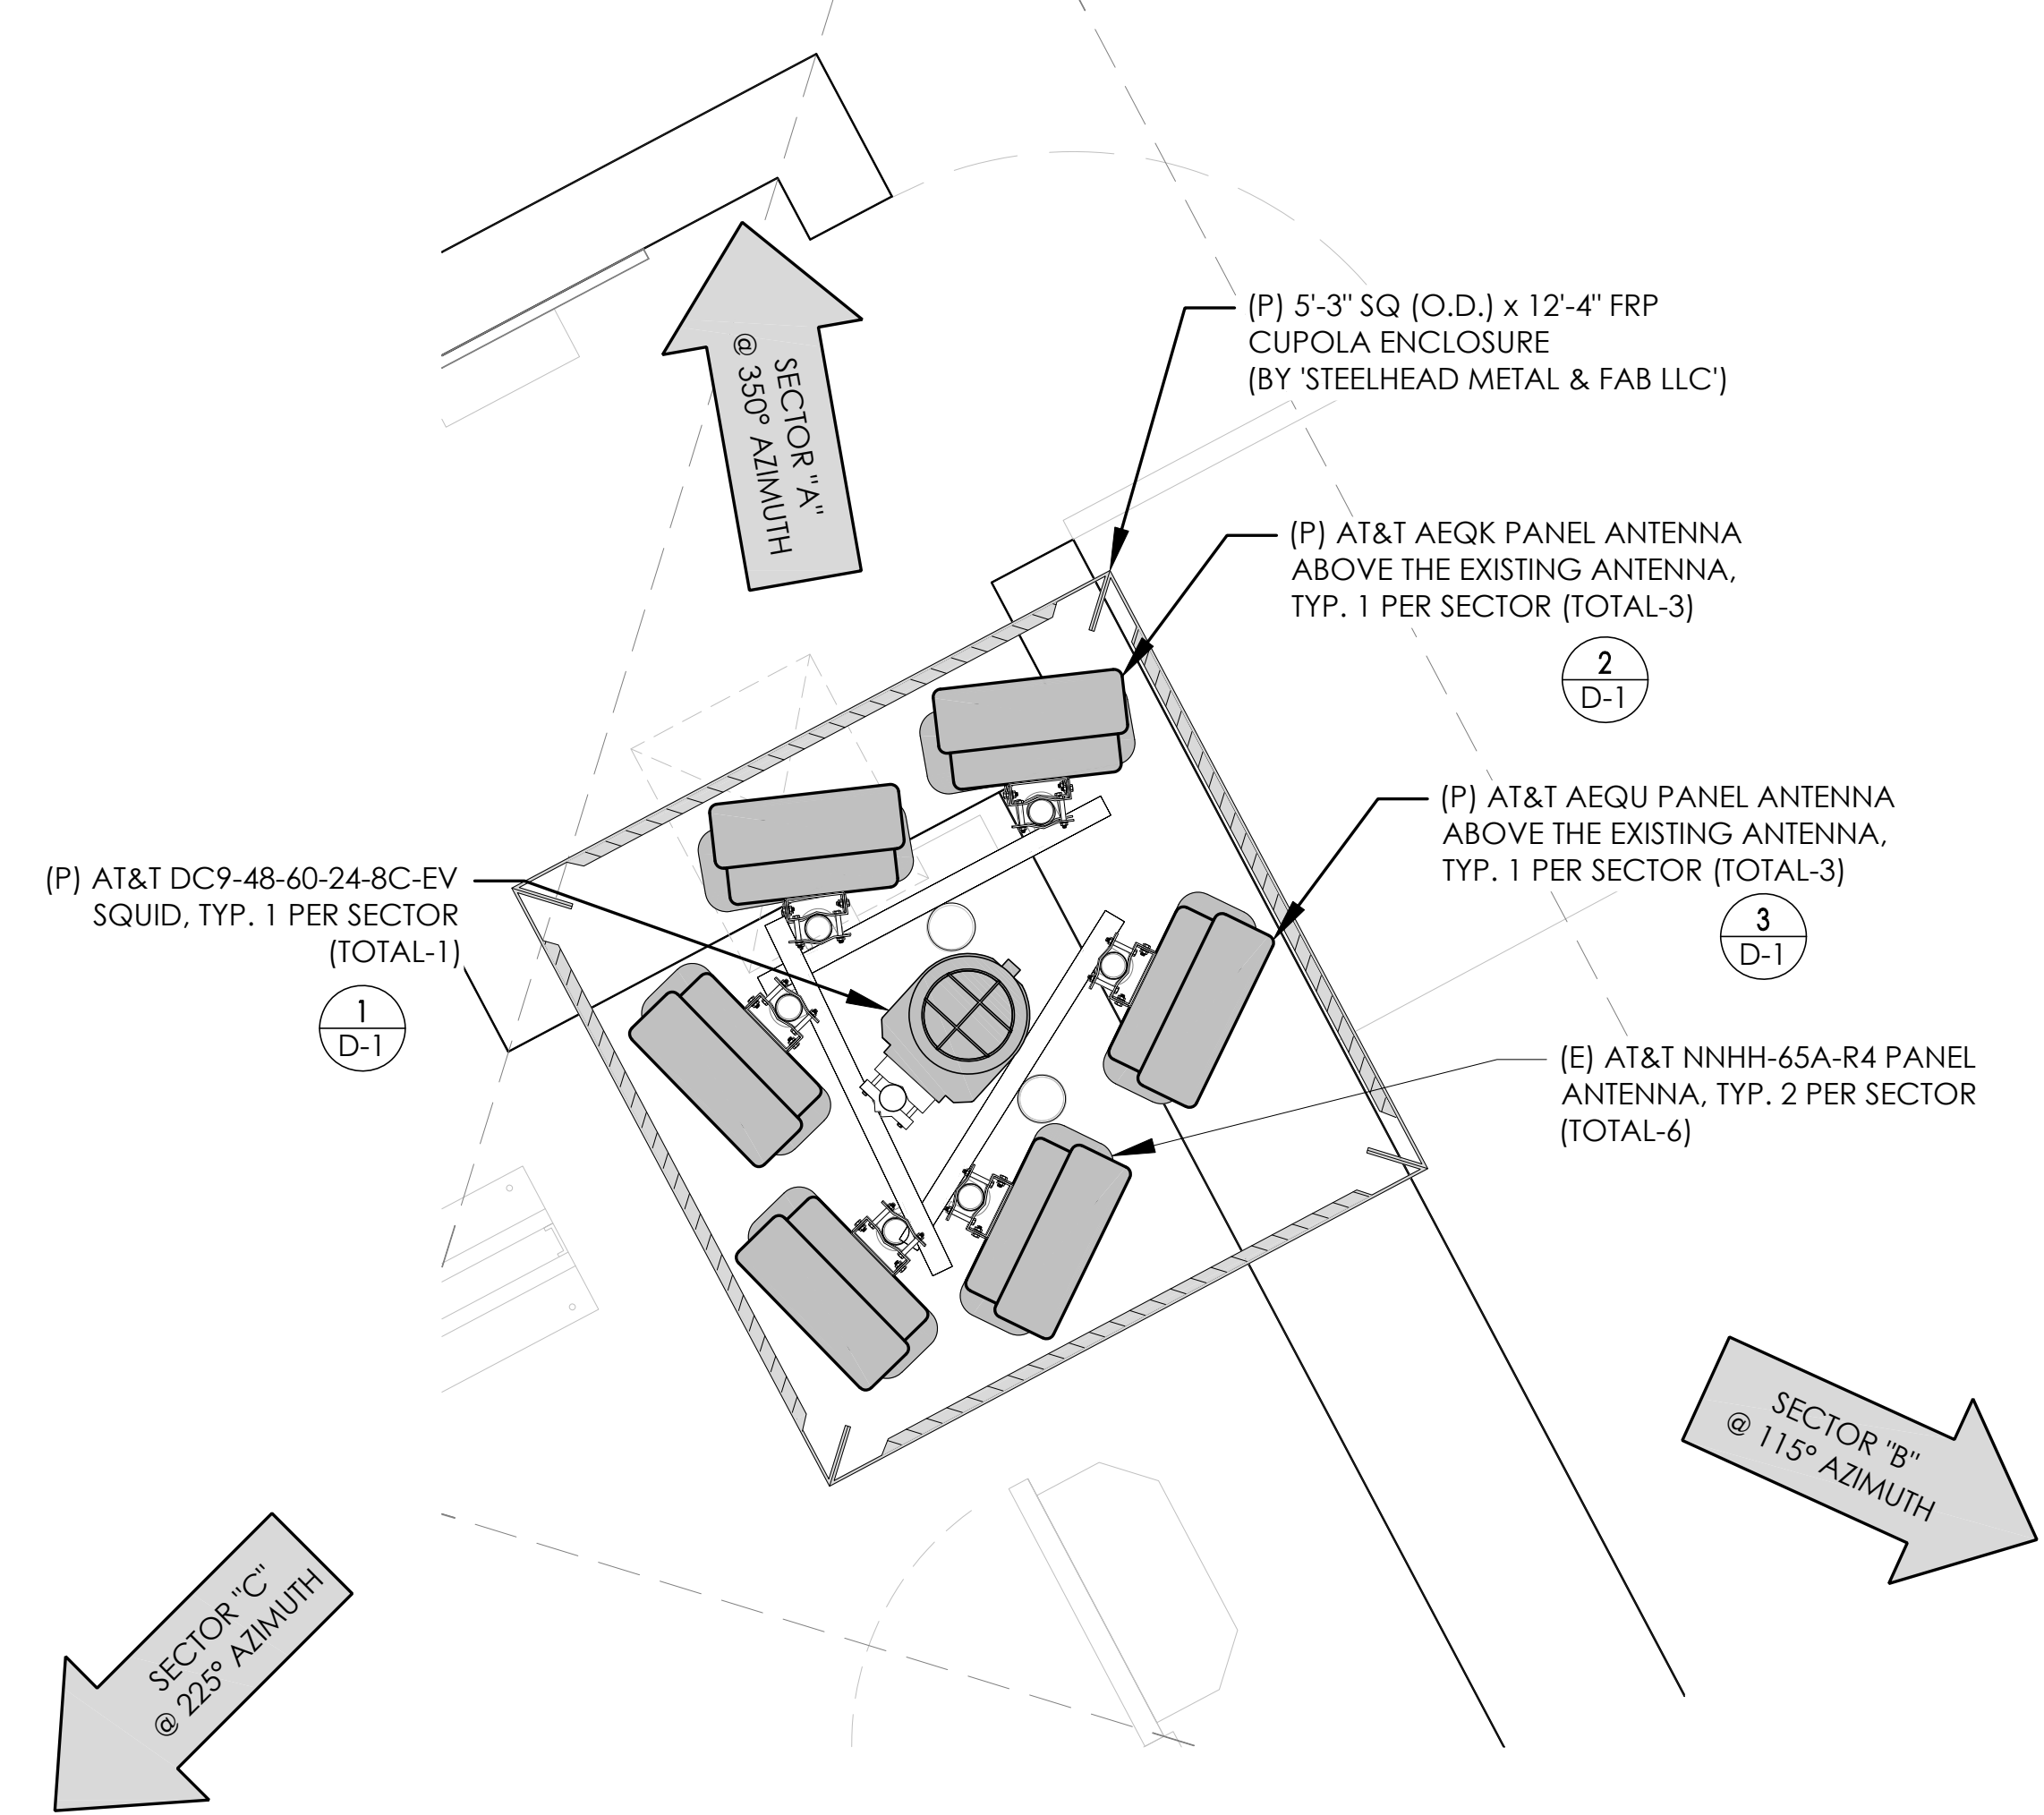 SECTOR "A"
@ 350° AZIMUTH
(P) 5'-3" SQ (O.D.) x 12'-4" FRP
CUPOLA ENCLOSURE
(BY 'STEELHEAD METAL & FAB LLC')
(P) AT&T AEQK PANEL ANTENNA
ABOVE THE EXISTING ANTENNA,
TYP. 1 PER SECTOR (TOTAL-3)
2
D-1
(P) AT&T AEQU PANEL ANTENNA
ABOVE THE EXISTING ANTENNA,
TYP. 1 PER SECTOR (TOTAL-3)
3
D-1
(P) AT&T DC9-48-60-24-8C-EV
SQUID, TYP. 1 PER SECTOR
(TOTAL-1)
1
D-1
(E) AT&T NNHH-65A-R4 PANEL
ANTENNA, TYP. 2 PER SECTOR
(TOTAL-6)
SECTOR "B"
@ 115° AZIMUTH
SECTOR "C"
@ 225° AZIMUTH